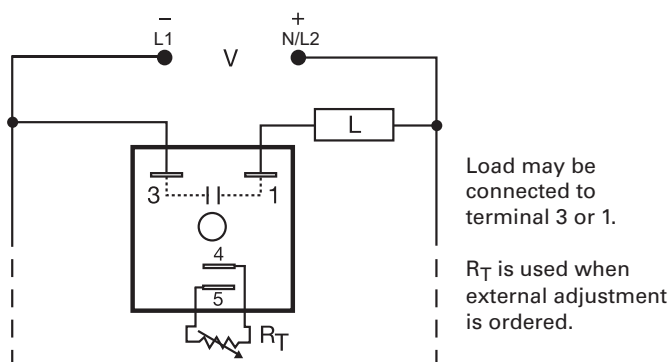 – +
L1 N/L2
V
L
3 1
4
5
RT
Load may be
connected to
terminal 3 or 1.
RT is used when
external adjustment
is ordered.